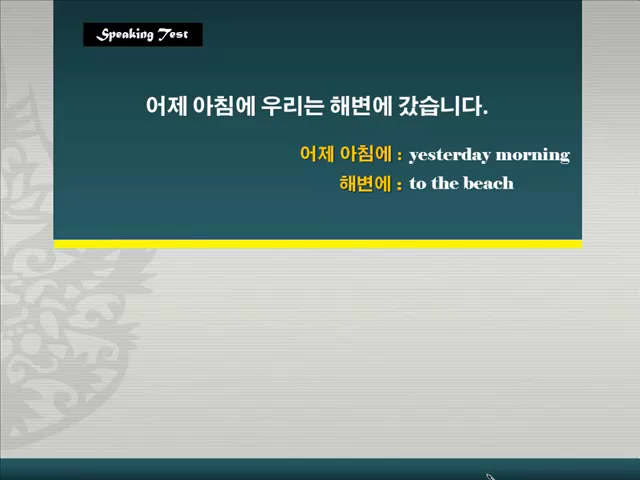 Speaking Test
어제 아침에 우리는 해변에 갔습니다.
어제 아침에 : yesterday morning
해변에 : to the beach